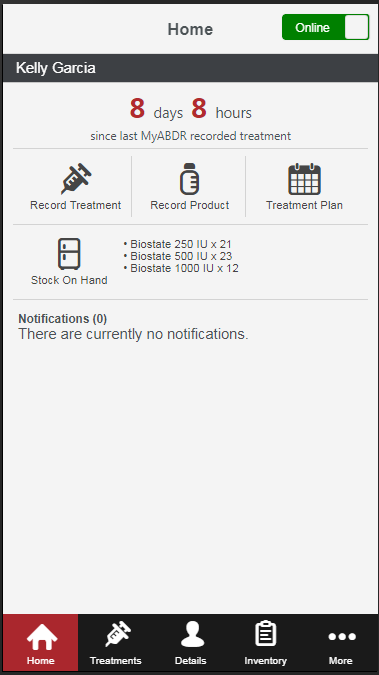 Home
Online
Kelly Garcia
8 days 8 hours
since last MyABDR recorded treatment
Record Treatment
Record Product
Treatment Plan
Stock On Hand
• Biostate 250 IU x 21
• Biostate 500 IU x 23
• Biostate 1000 IU x 12
Notifications (0)
There are currently no notifications.
Home
Treatments
Details
Inventory
More